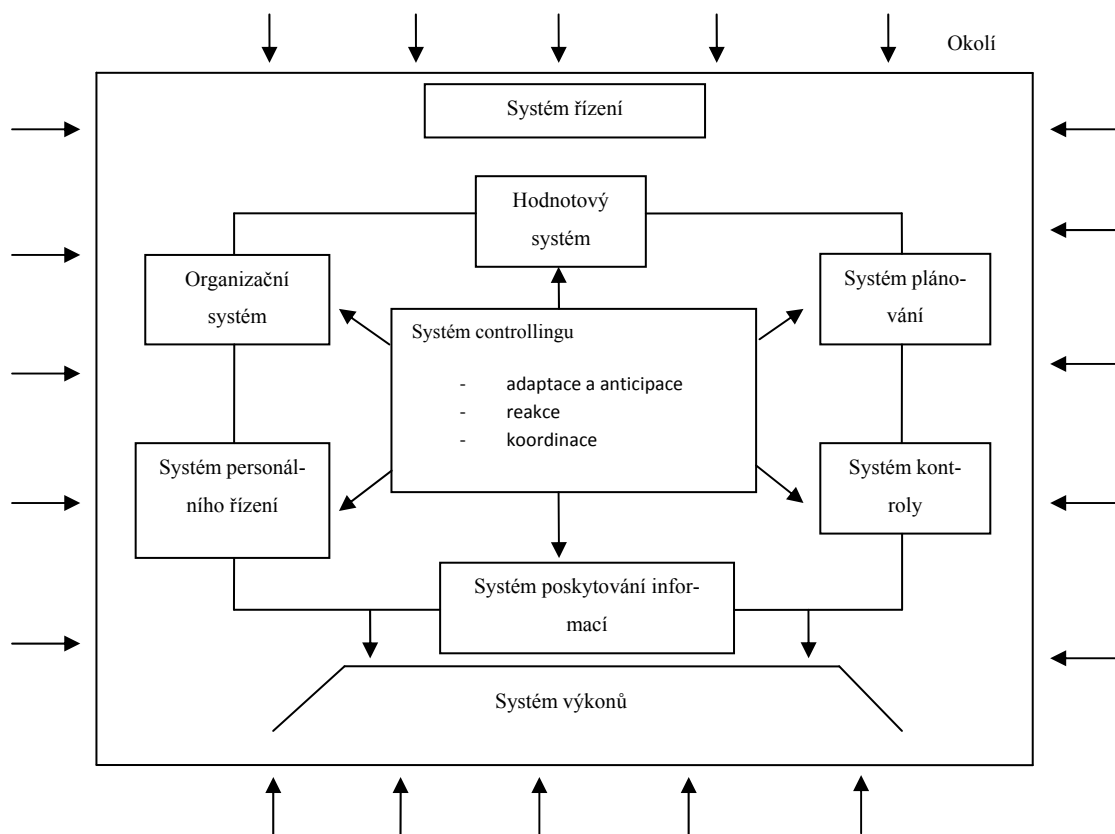 Okolí
Systém řízení
Hodnotový
systém
Organizační
systém
Systém pláno-
vání
Systém controllingu
- adaptace a anticipace
- reakce
- koordinace
Systém personál-
ního řízení
Systém kont-
roly
Systém poskytování infor-
mací
Systém výkonů